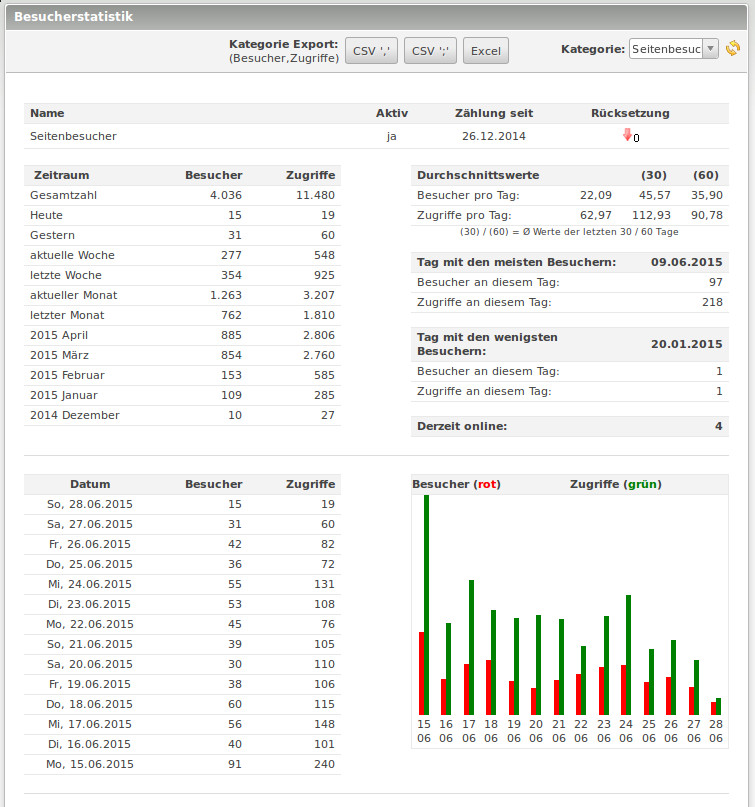 Besucherstatistik
Kategorie Export:
(Besucher,Zugriffe)
CSV ','
CSV ';'
Excel
Kategorie:
Seitenbesuc
Name Aktiv Zählung seit Rücksetzung
Seitenbesucher ja 26.12.2014 0
Zeitraum Besucher Zugriffe
Gesamtzahl 4.036 11.480
Heute 15 19
Gestern 31 60
aktuelle Woche 277 548
letzte Woche 354 925
aktueller Monat 1.263 3.207
letzter Monat 762 1.810
2015 April 885 2.806
2015 März 854 2.760
2015 Februar 153 585
2015 Januar 109 285
2014 Dezember 10 27
Durchschnittswerte (30) (60)
Besucher pro Tag: 22,09 45,57 35,90
Zugriffe pro Tag: 62,97 112,93 90,78
(30) / (60) = Ø Werte der letzten 30 / 60 Tage
Tag mit den meisten Besuchern: 09.06.2015
Besucher an diesem Tag: 97
Zugriffe an diesem Tag: 218
Tag mit den wenigsten
Besuchern: 20.01.2015
Besucher an diesem Tag: 1
Zugriffe an diesem Tag: 1
Derzeit online: 4
Datum Besucher Zugriffe
So, 28.06.2015 15 19
Sa, 27.06.2015 31 60
Fr, 26.06.2015 42 82
Do, 25.06.2015 36 72
Mi, 24.06.2015 55 131
Di, 23.06.2015 53 108
Mo, 22.06.2015 45 76
So, 21.06.2015 39 105
Sa, 20.06.2015 30 110
Fr, 19.06.2015 38 106
Do, 18.06.2015 60 115
Mi, 17.06.2015 56 148
Di, 16.06.2015 40 101
Mo, 15.06.2015 91 240
Besucher (rot) Zugriffe (grün)
15 16 17 18 19 20 21 22 23 24 25 26 27 28
06 06 06 06 06 06 06 06 06 06 06 06 06 06